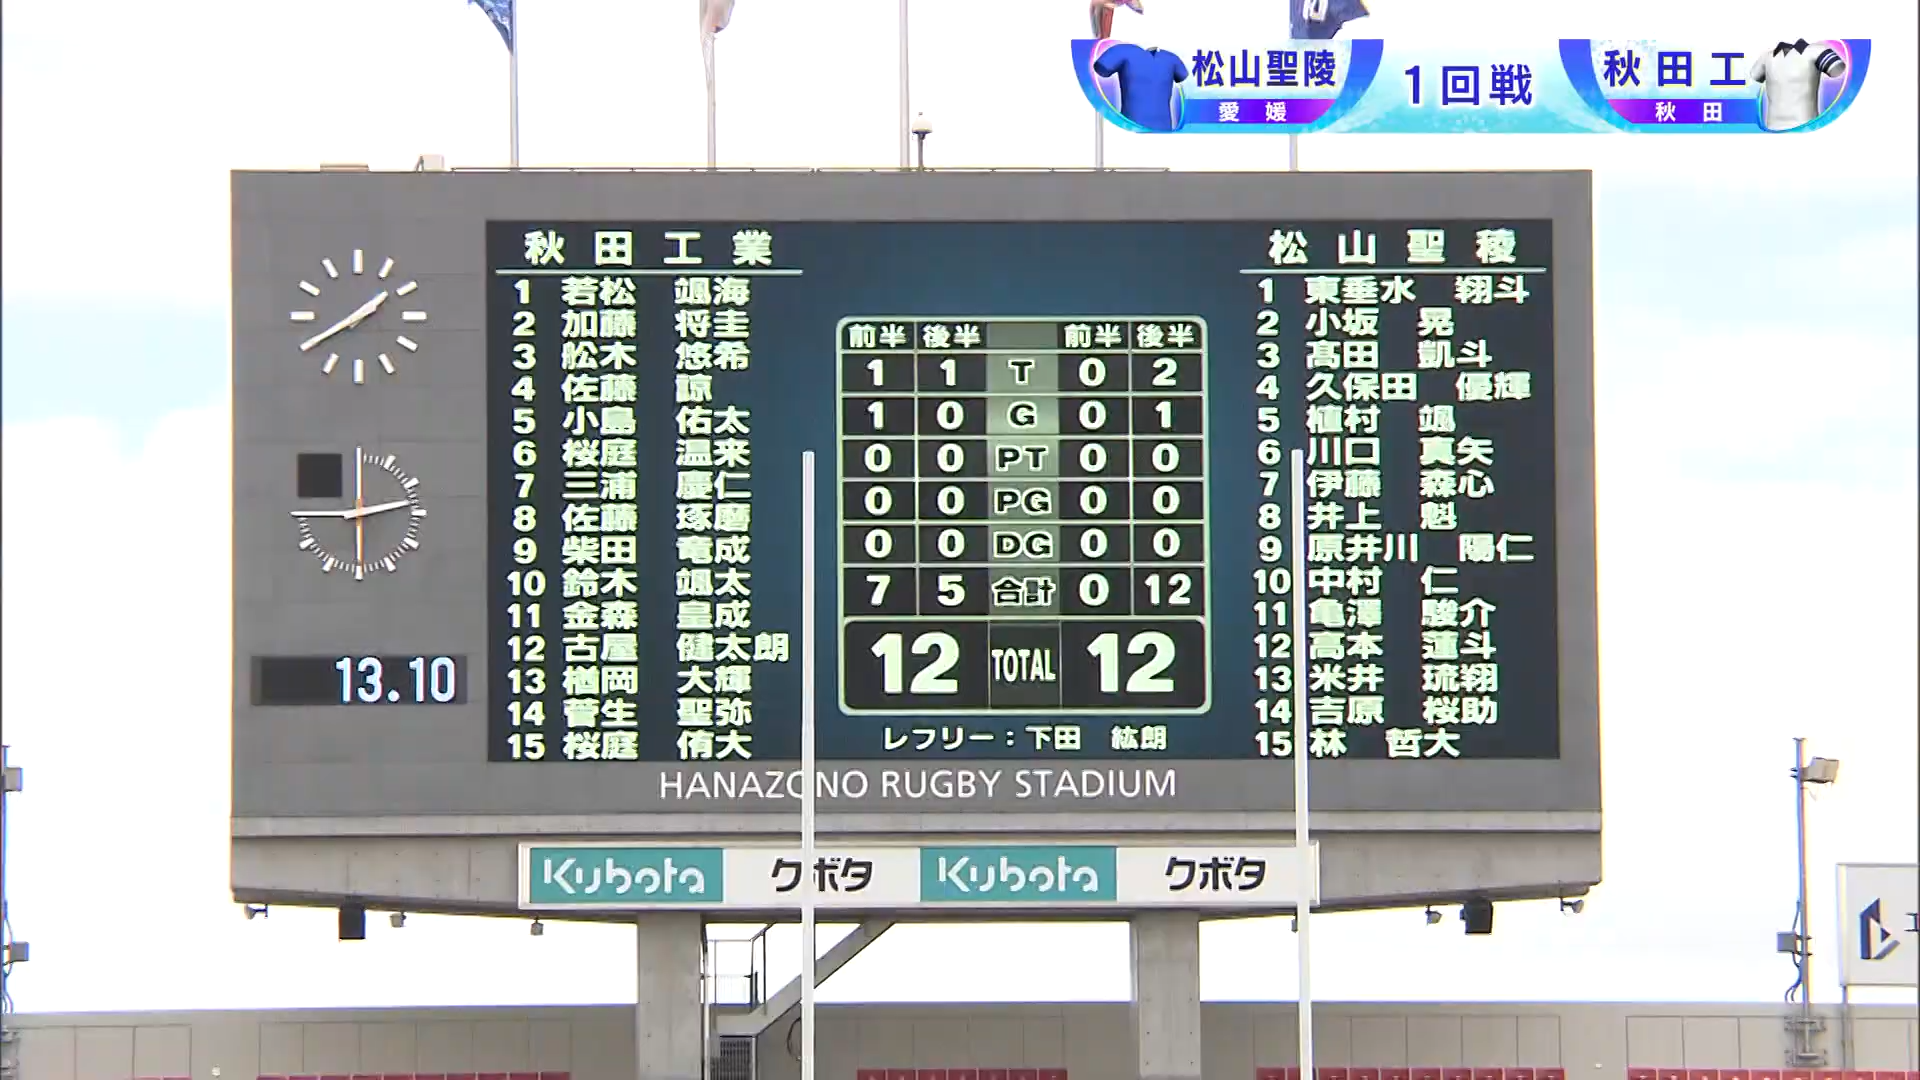 松山聖陵
愛媛
1回戦
秋田工
秋田
秋田工業
1 若松 颯海
2 加藤 将圭
3 舩木 悠希
4 佐藤 諒
5 小島 佑太
6 桜庭 温来
7 三浦 慶仁
8 佐藤 琢磨
9 柴田 竜成
10 鈴木 颯太
11 金森 皇成
12 古屋 健太朗
13 楢岡 大輝
14 菅生 聖弥
15 桜庭 侑大
前半 後半 前半 後半
1 1 T 0 2
1 0 G 0 1
0 0 PT 0 0
0 0 PG 0 0
0 0 DG 0 0
7 5 合計 0 12
12 TOTAL 12
レフリー：下田 紘朗
松山聖稜
1 東垂水 翔斗
2 小坂 晃
3 髙田 凱斗
4 久保田 優輝
5 植村 颯
6 川口 真矢
7 伊藤 森心
8 井上 魁
9 原井川 陽仁
10 中村 仁
11 亀澤 駿介
12 高本 蓮斗
13 米井 琉翔
14 吉原 桜助
15 林 哲大
13.10
HANAZONO RUGBY STADIUM
Kubota クボタ Kubota クボタ